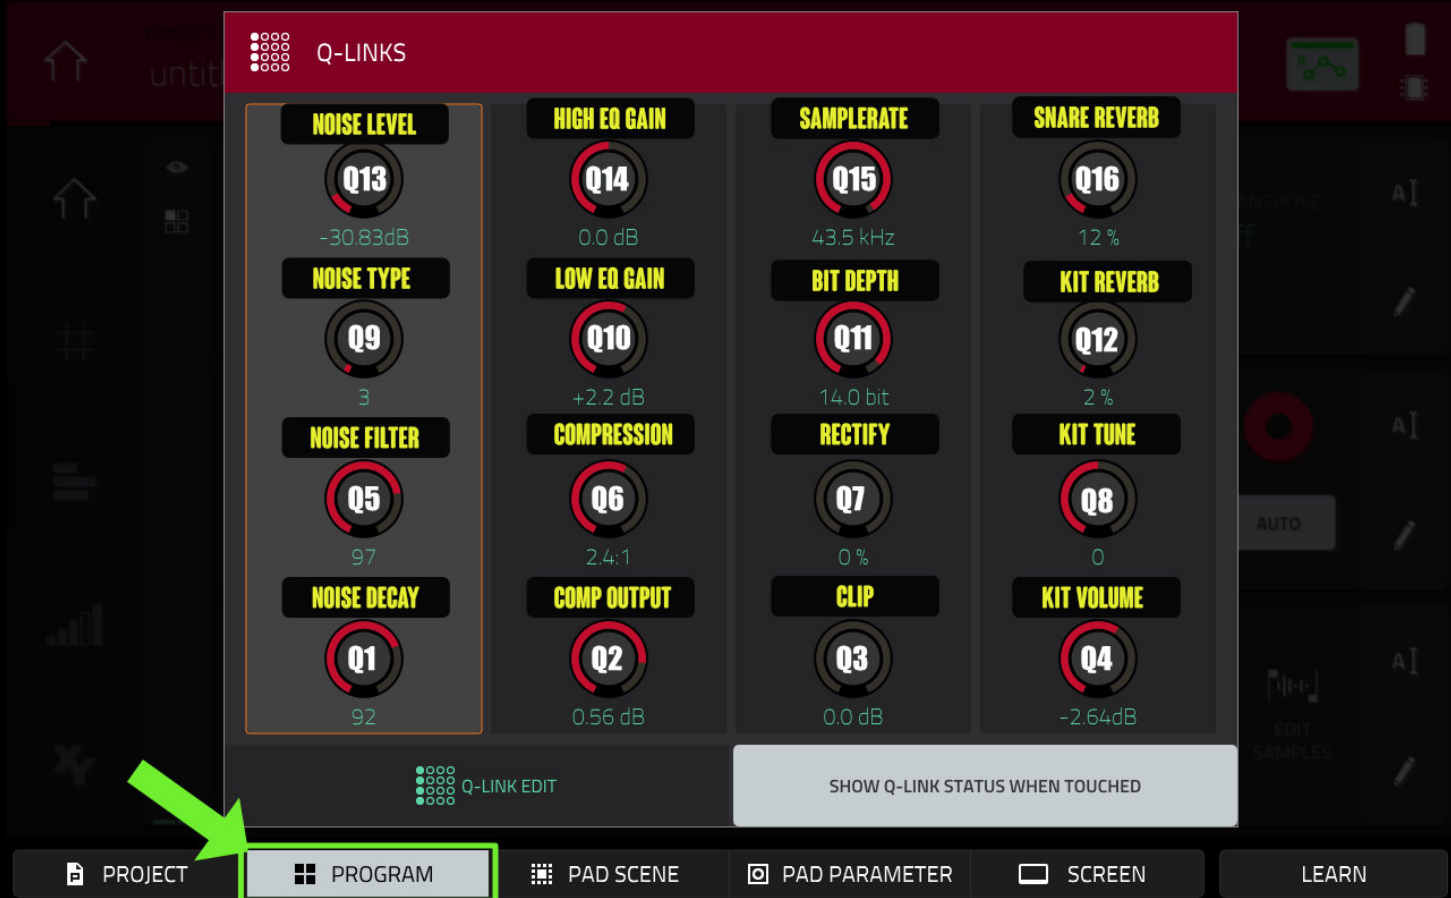 untitl
Q-LINKS
NOISE LEVEL
HIGH EQ GAIN
SAMPLERATE
SNARE REVERB
Q13
Q14
Q15
Q16
-30.83dB
0.0 dB
43.5 kHz
12 %
NOISE TYPE
LOW EQ GAIN
BIT DEPTH
KIT REVERB
Q9
Q10
Q11
Q12
3
+2.2 dB
14.0 bit
2 %
NOISE FILTER
COMPRESSION
RECTIFY
KIT TUNE
Q5
Q6
Q7
Q8
97
2.4:1
0 %
0
AUTO
NOISE DECAY
COMP OUTPUT
CLIP
KIT VOLUME
Q1
Q2
Q3
Q4
92
0.56 dB
0.0 dB
-2.64dB
EDIT
SAMPLES
XY
Q-LINK EDIT
SHOW Q-LINK STATUS WHEN TOUCHED
PROJECT
PROGRAM
PAD SCENE
PAD PARAMETER
SCREEN
LEARN